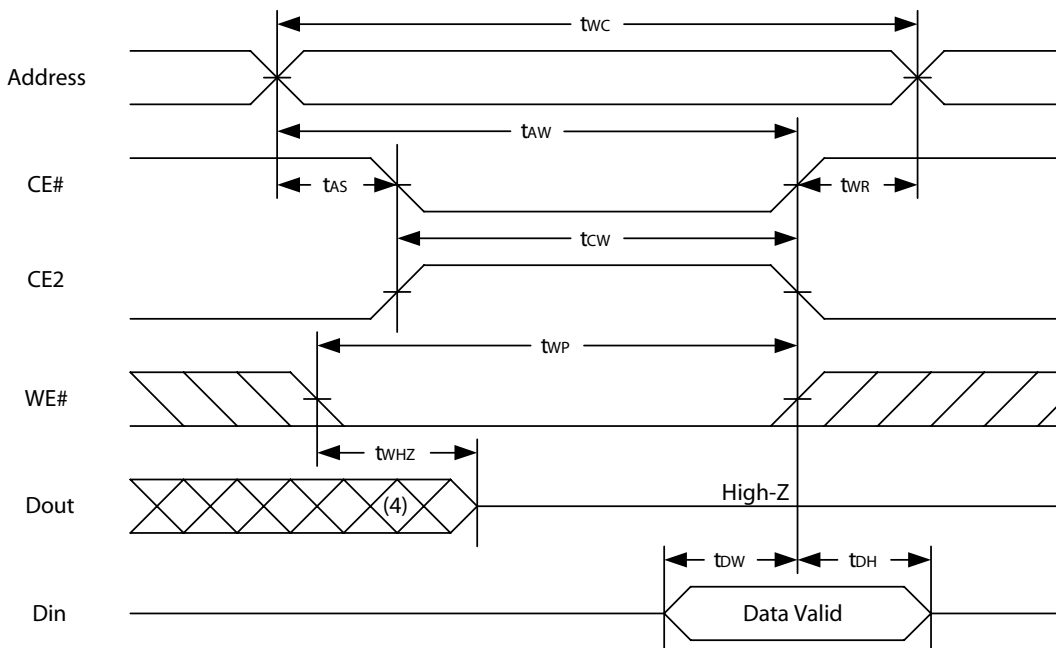 tWC
Address
tAW
CE#
tAS
tWR
tCW
CE2
tWP
WE#
tWHZ
Dout
(4)
High-Z
tDW
tDH
Din
Data Valid